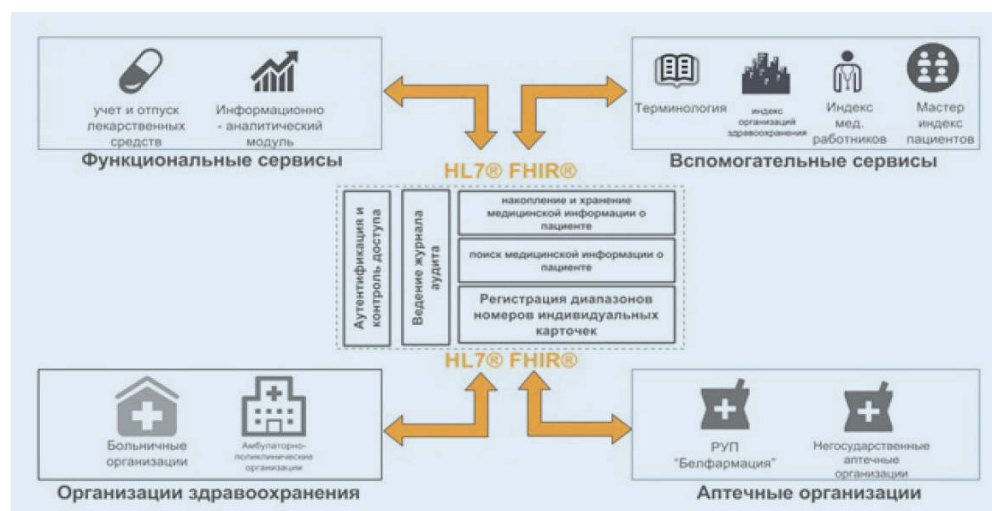 учет и отпуск
лекарственных
средств
Информационно
- аналитический
модуль
Функциональные сервисы
Терминология
индекс
организаций
здравоохранения
Индекс
мед.
работников
Мастер
индекс
пациентов
Вспомогательные сервисы
HL7® FHIR®
Аутентификация и
контроль доступа
Ведение журнала
аудита
накопление и хранение
медицинской информации о
пациенте
поиск медицинской информации о
пациенте
Регистрация диапазонов
номеров индивидуальных
карточек
HL7® FHIR®
Больничные
организации
Амбулаторно-
поликлинические
организации
Организации здравоохранения
РУП
"Белфармация"
Негосударственные
аптечные
организации
Аптечные организации